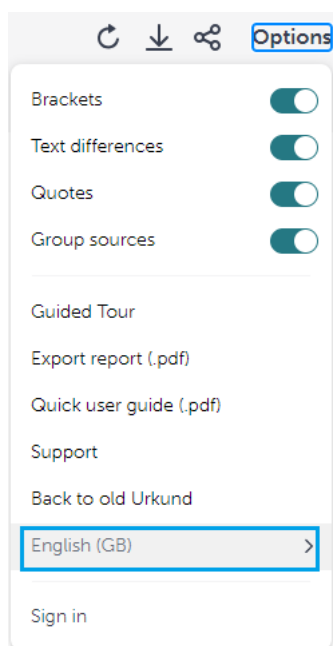 Options
Brackets
Text differences
Quotes
Group sources
Guided Tour
Export report (.pdf)
Quick user guide (.pdf)
Support
Back to old Urkund
English (GB)
Sign in